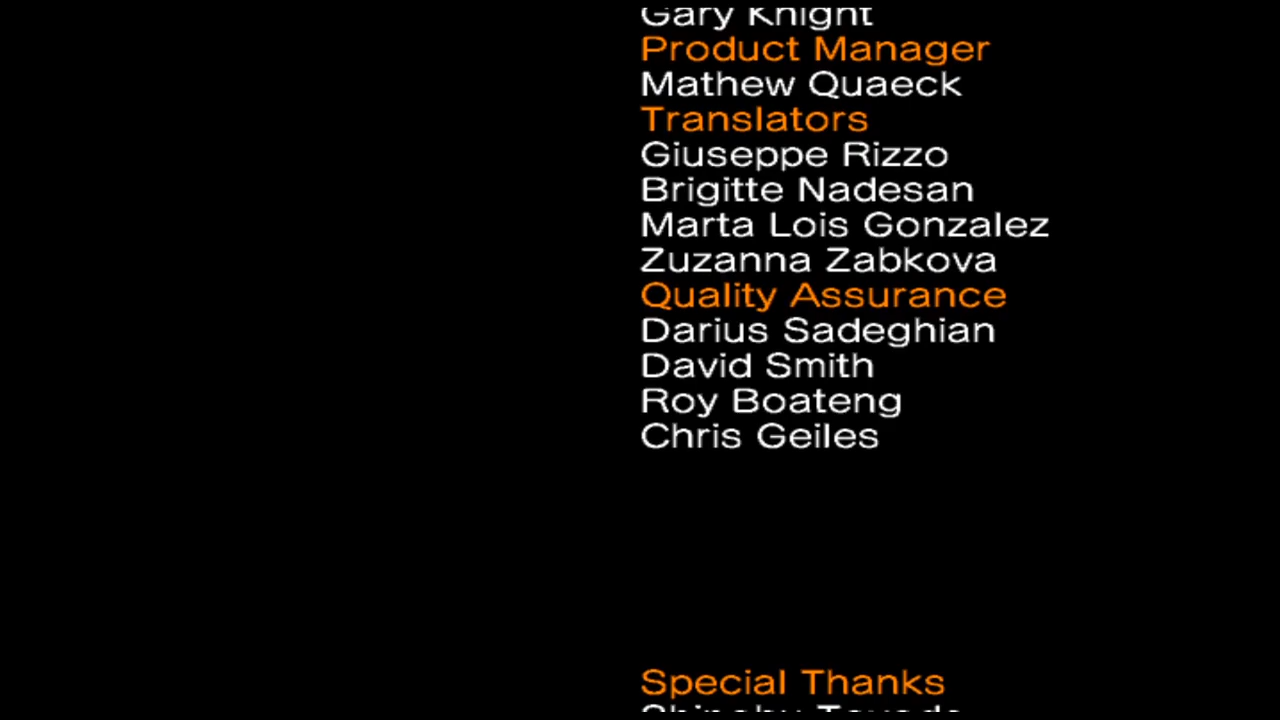 Gary Knight
Product Manager
Mathew Quaeck
Translators
Giuseppe Rizzo
Brigitte Nadesan
Marta Lois Gonzalez
Zuzanna Zabkova
Quality Assurance
Darius Sadeghian
David Smith
Roy Boateng
Chris Geiles
Special Thanks